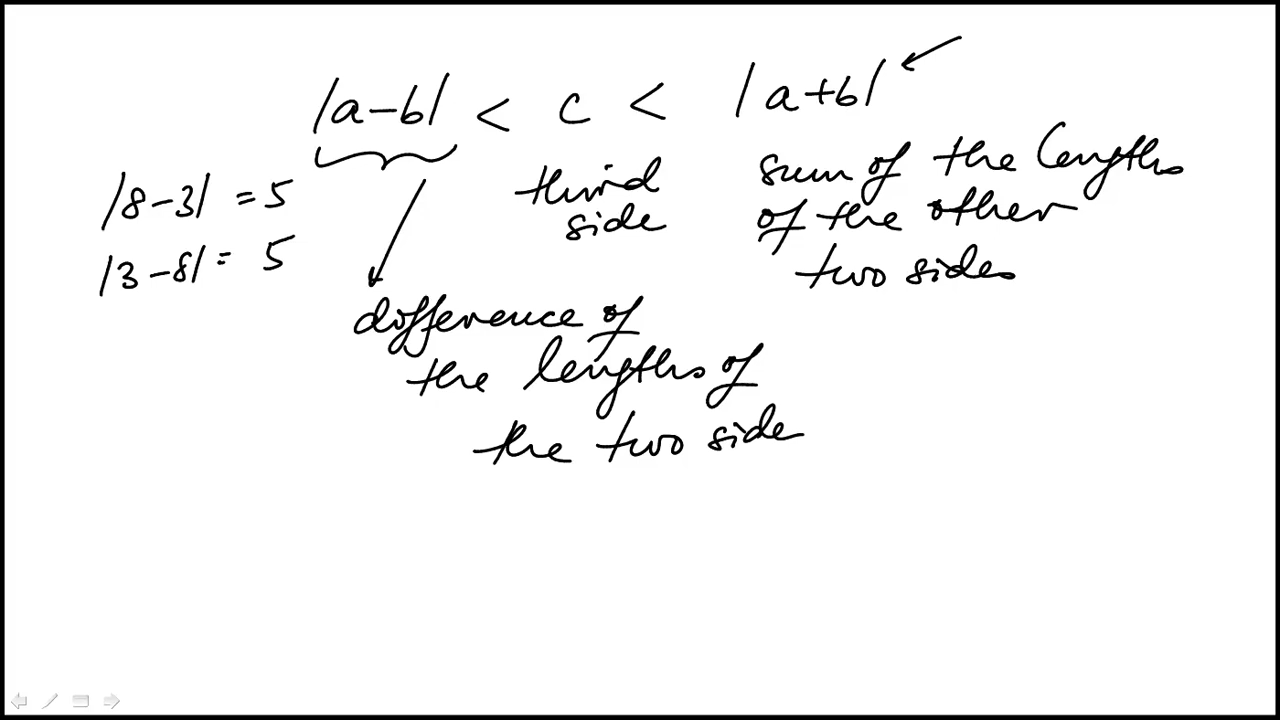 |a-b| < c < |a+b|
|8-3| = 5
|3-8| = 5
third
side
sum of the lengths
of the other
two sides
difference of
the lengths of
the two side